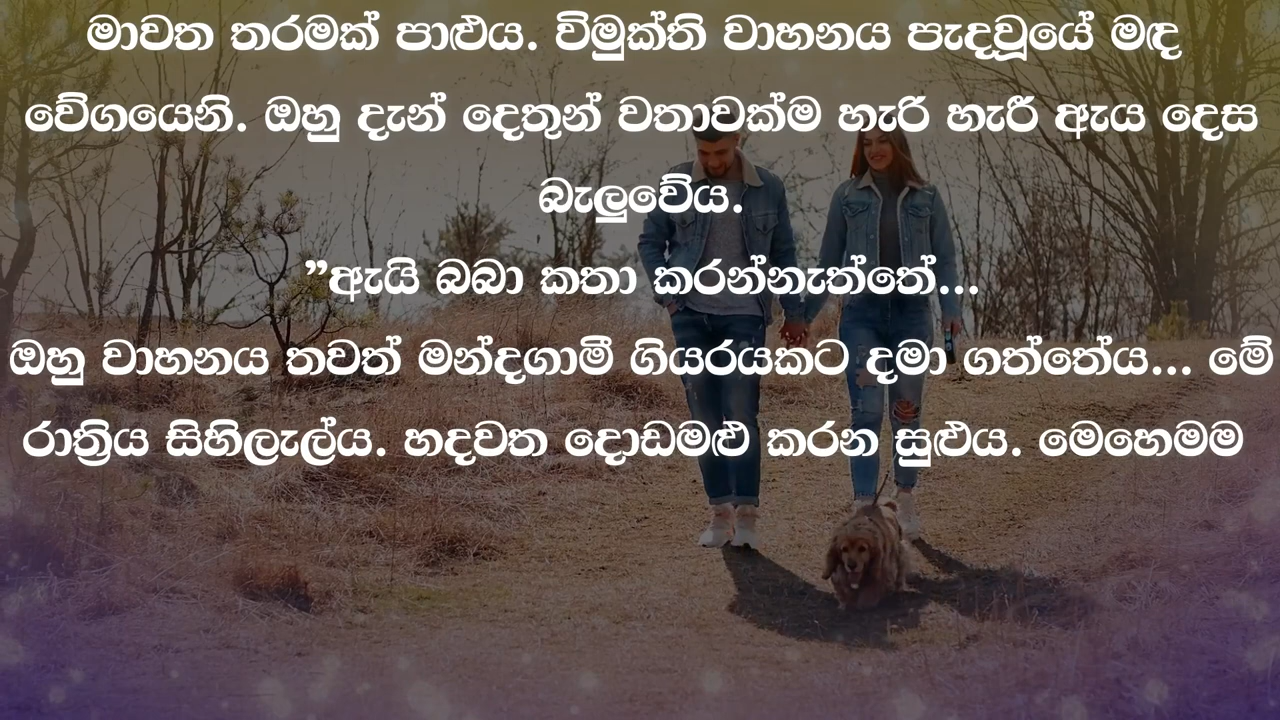 මාවත තරමක් පාළුය. විමුක්ති වාහනය පැදවූයේ මඳ
වේගයෙනි. ඔහු දැන් දෙතුන් වතාවක්ම හැරි හැරී ඇය දෙස
බැලුවේය.
”ඇයි බබා කතා කරන්නැත්තේ...
ඔහු වාහනය තවත් මන්දගාමී ගියරයකට දමා ගත්තේය... මේ
රාත්‍රිය සිහිලැල්ය. හදවත දොඩමළු කරන සුළුය. මෙහෙමම